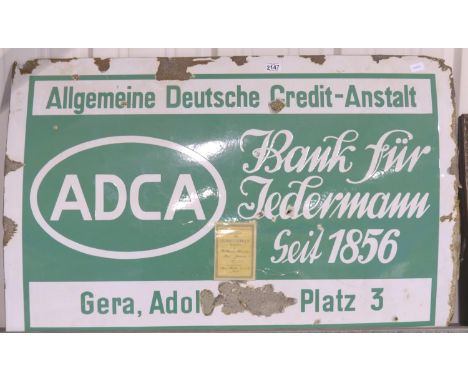 2147
Allgemeine Deutsche Credit-Anstalt
ADCA
Bank für
Jedermann
Seit 1856
Gera, Adol Platz 3